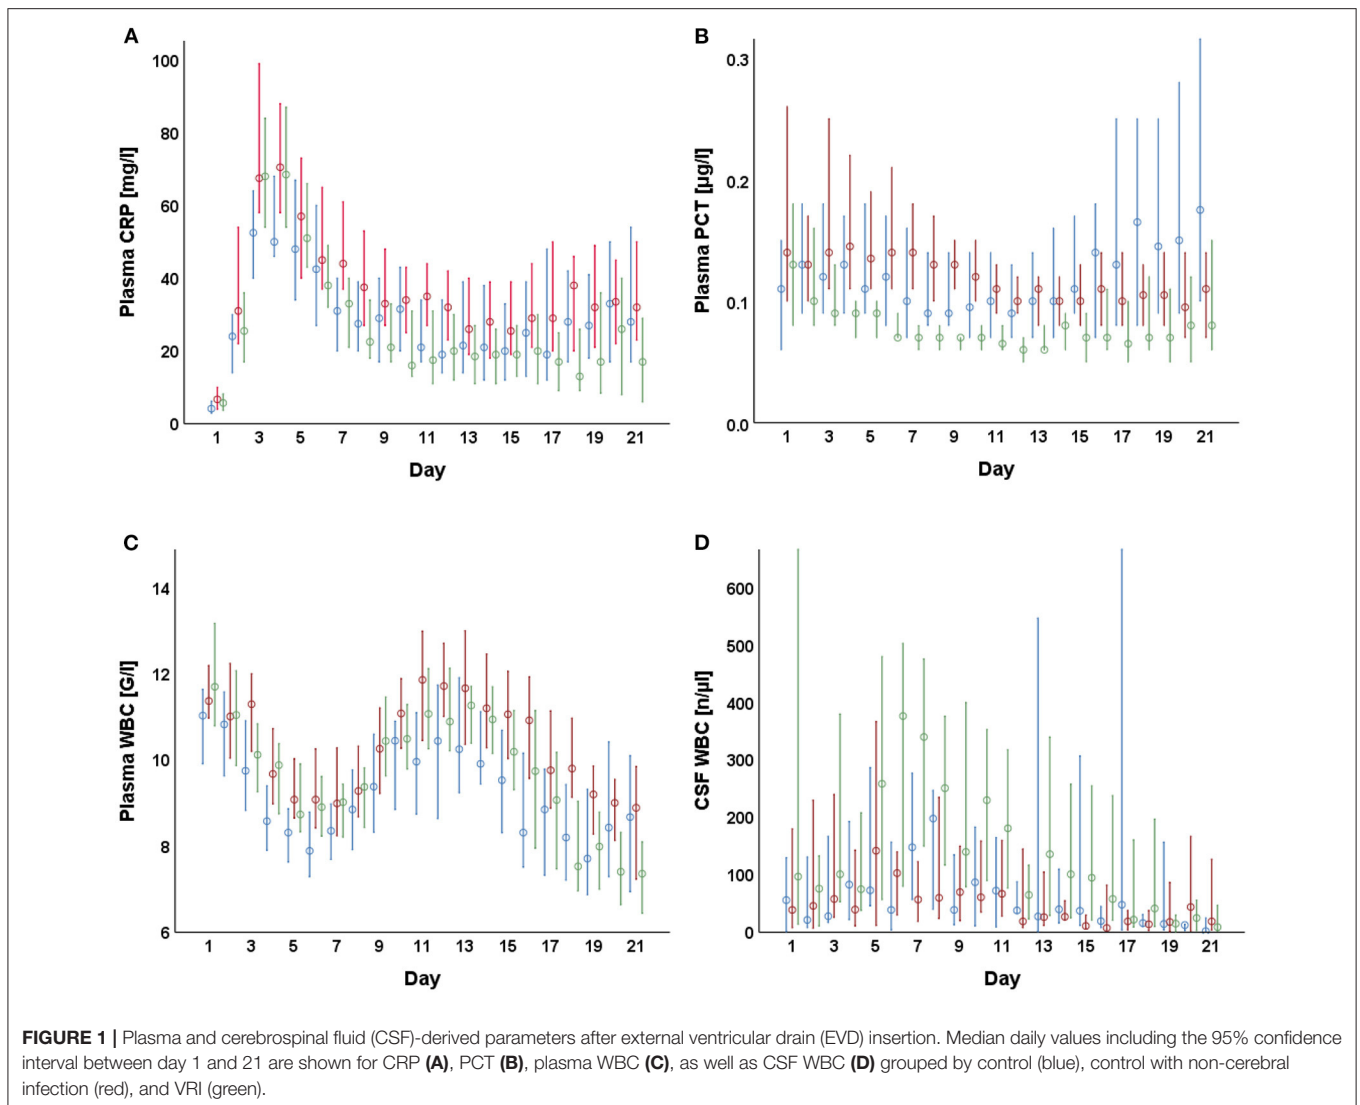 A
Plasma CRP [mg/l]
100
80
60
40
20
0
1 3 5 7 9 11 13 15 17 19 21
Day
B
Plasma PCT [µg/l]
0.3
0.2
0.1
0.0
1 3 5 7 9 11 13 15 17 19 21
Day
C
Plasma WBC [G/l]
14
12
10
8
6
1 3 5 7 9 11 13 15 17 19 21
Day
D
CSF WBC [n/µl]
600
500
400
300
200
100
0
1 3 5 7 9 11 13 15 17 19 21
Day
FIGURE 1 | Plasma and cerebrospinal fluid (CSF)-derived parameters after external ventricular drain (EVD) insertion. Median daily values including the 95% confidence
interval between day 1 and 21 are shown for CRP (A), PCT (B), plasma WBC (C), as well as CSF WBC (D) grouped by control (blue), control with non-cerebral
infection (red), and VRI (green).